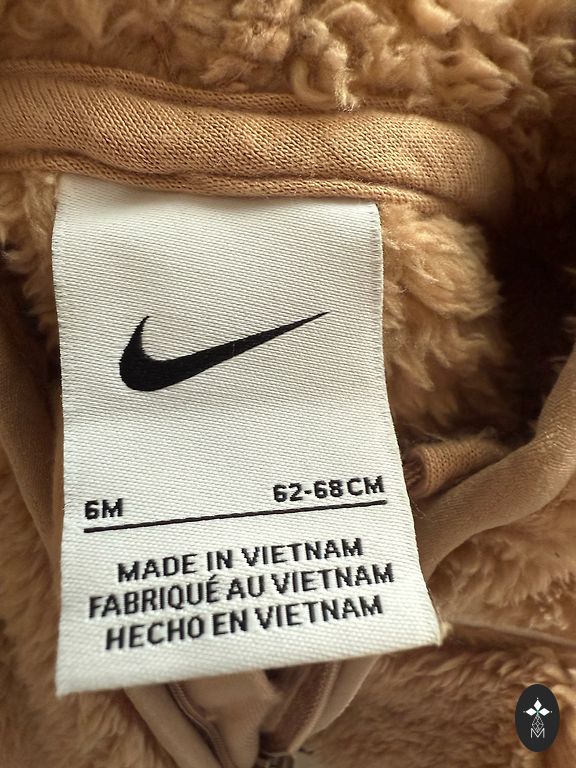 6M 62-68CM
MADE IN VIETNAM
FABRIQUÉ AU VIETNAM
HECHO EN VIETNAM
M